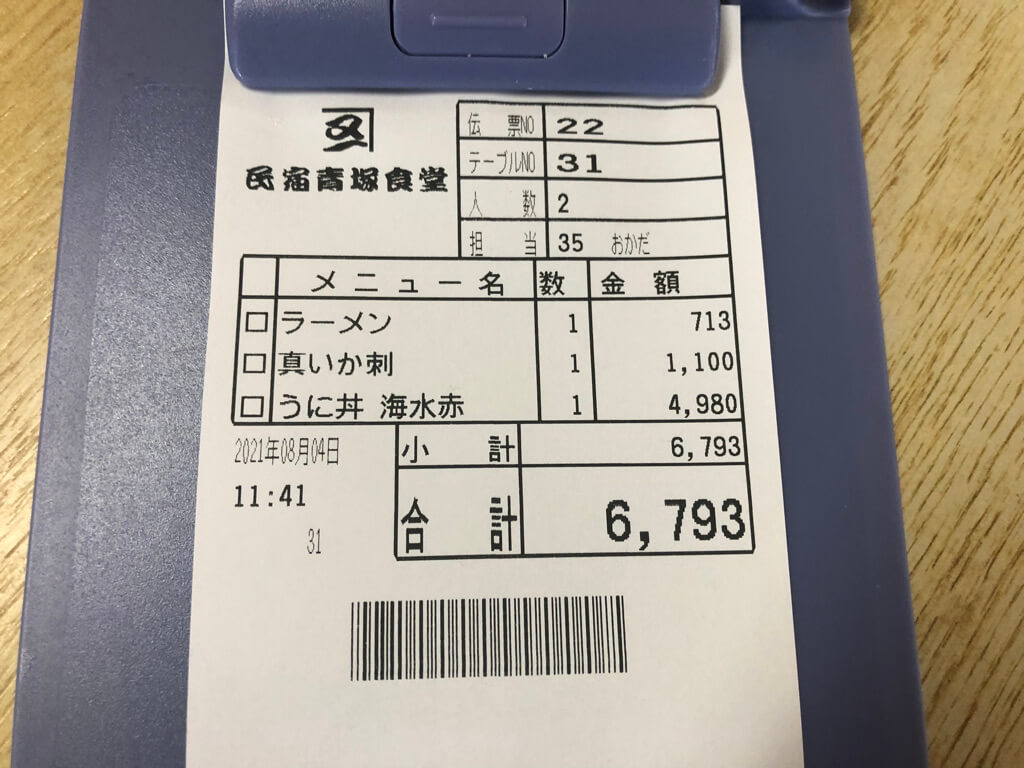 伝票NO 22
民宿青塚食堂
テーブルNO 31
人数 2
担当 35 おかだ
メニュー名 数 金額
□ ラーメン 1 713
□ 真いか刺 1 1,100
□ うに丼 海水赤 1 4,980
2021年08月04日 小計 6,793
11:41
合計 6,793
31